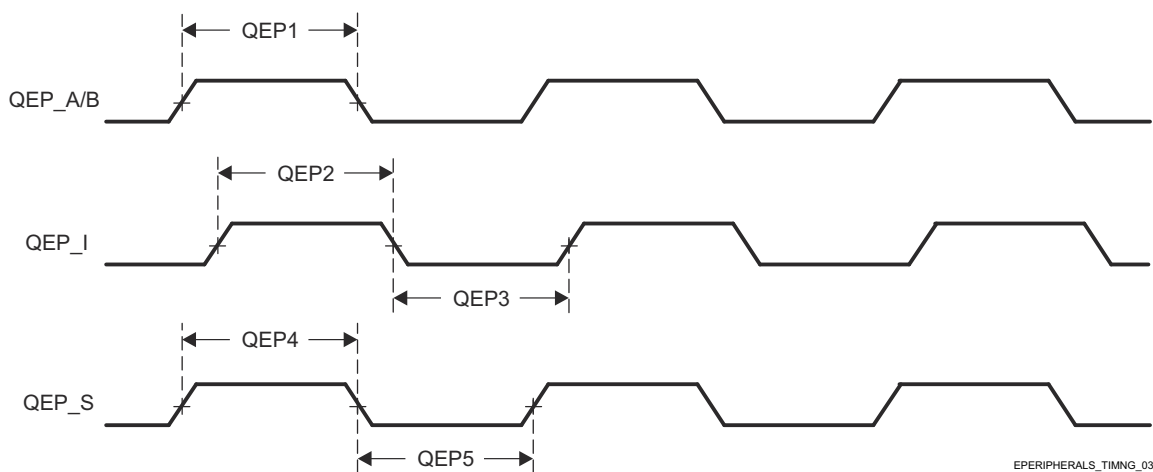 QEP1
QEP_A/B
QEP2
QEP_I
QEP3
QEP4
QEP_S
QEP5
EPERIPHERALS_TIMNG_03